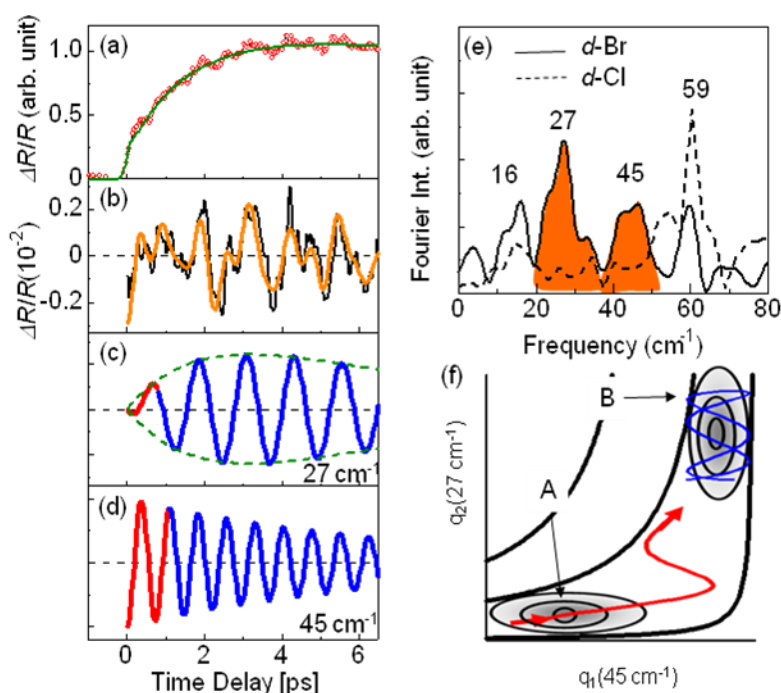 (a)
ΔR/R (arb. unit)
1.0
0.5
0
(b)
ΔR/R(10⁻²)
0.2
0
-0.2
(c)
27 cm⁻¹
(d)
45 cm⁻¹
0 2 4 6
Time Delay [ps]
(e)
d-Br
d-Cl
59
27
16
45
Fourier Int. (arb. unit)
0 20 40 60 80
Frequency (cm⁻¹)
(f)
B
A
q₂(27 cm⁻¹)
q₁(45 cm⁻¹)